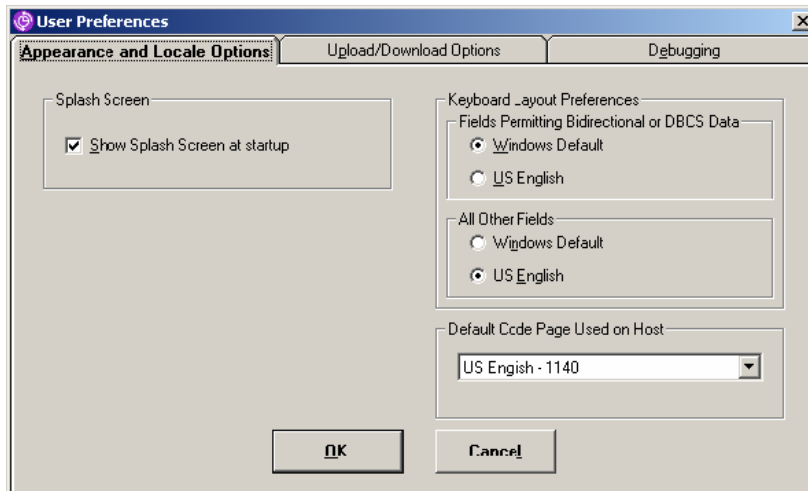 User Preferences
Appearance and Locale Options
Upload/Download Options
Debugging
Splash Screen
Show Splash Screen at startup
Keyboard Layout Preferences
Fields Permitting Bidirectional or DBCS Data
Windows Default
US English
All Other Fields
Windows Default
US English
Default Code Page Used on Host
US Engish - 1140
OK
Cancel